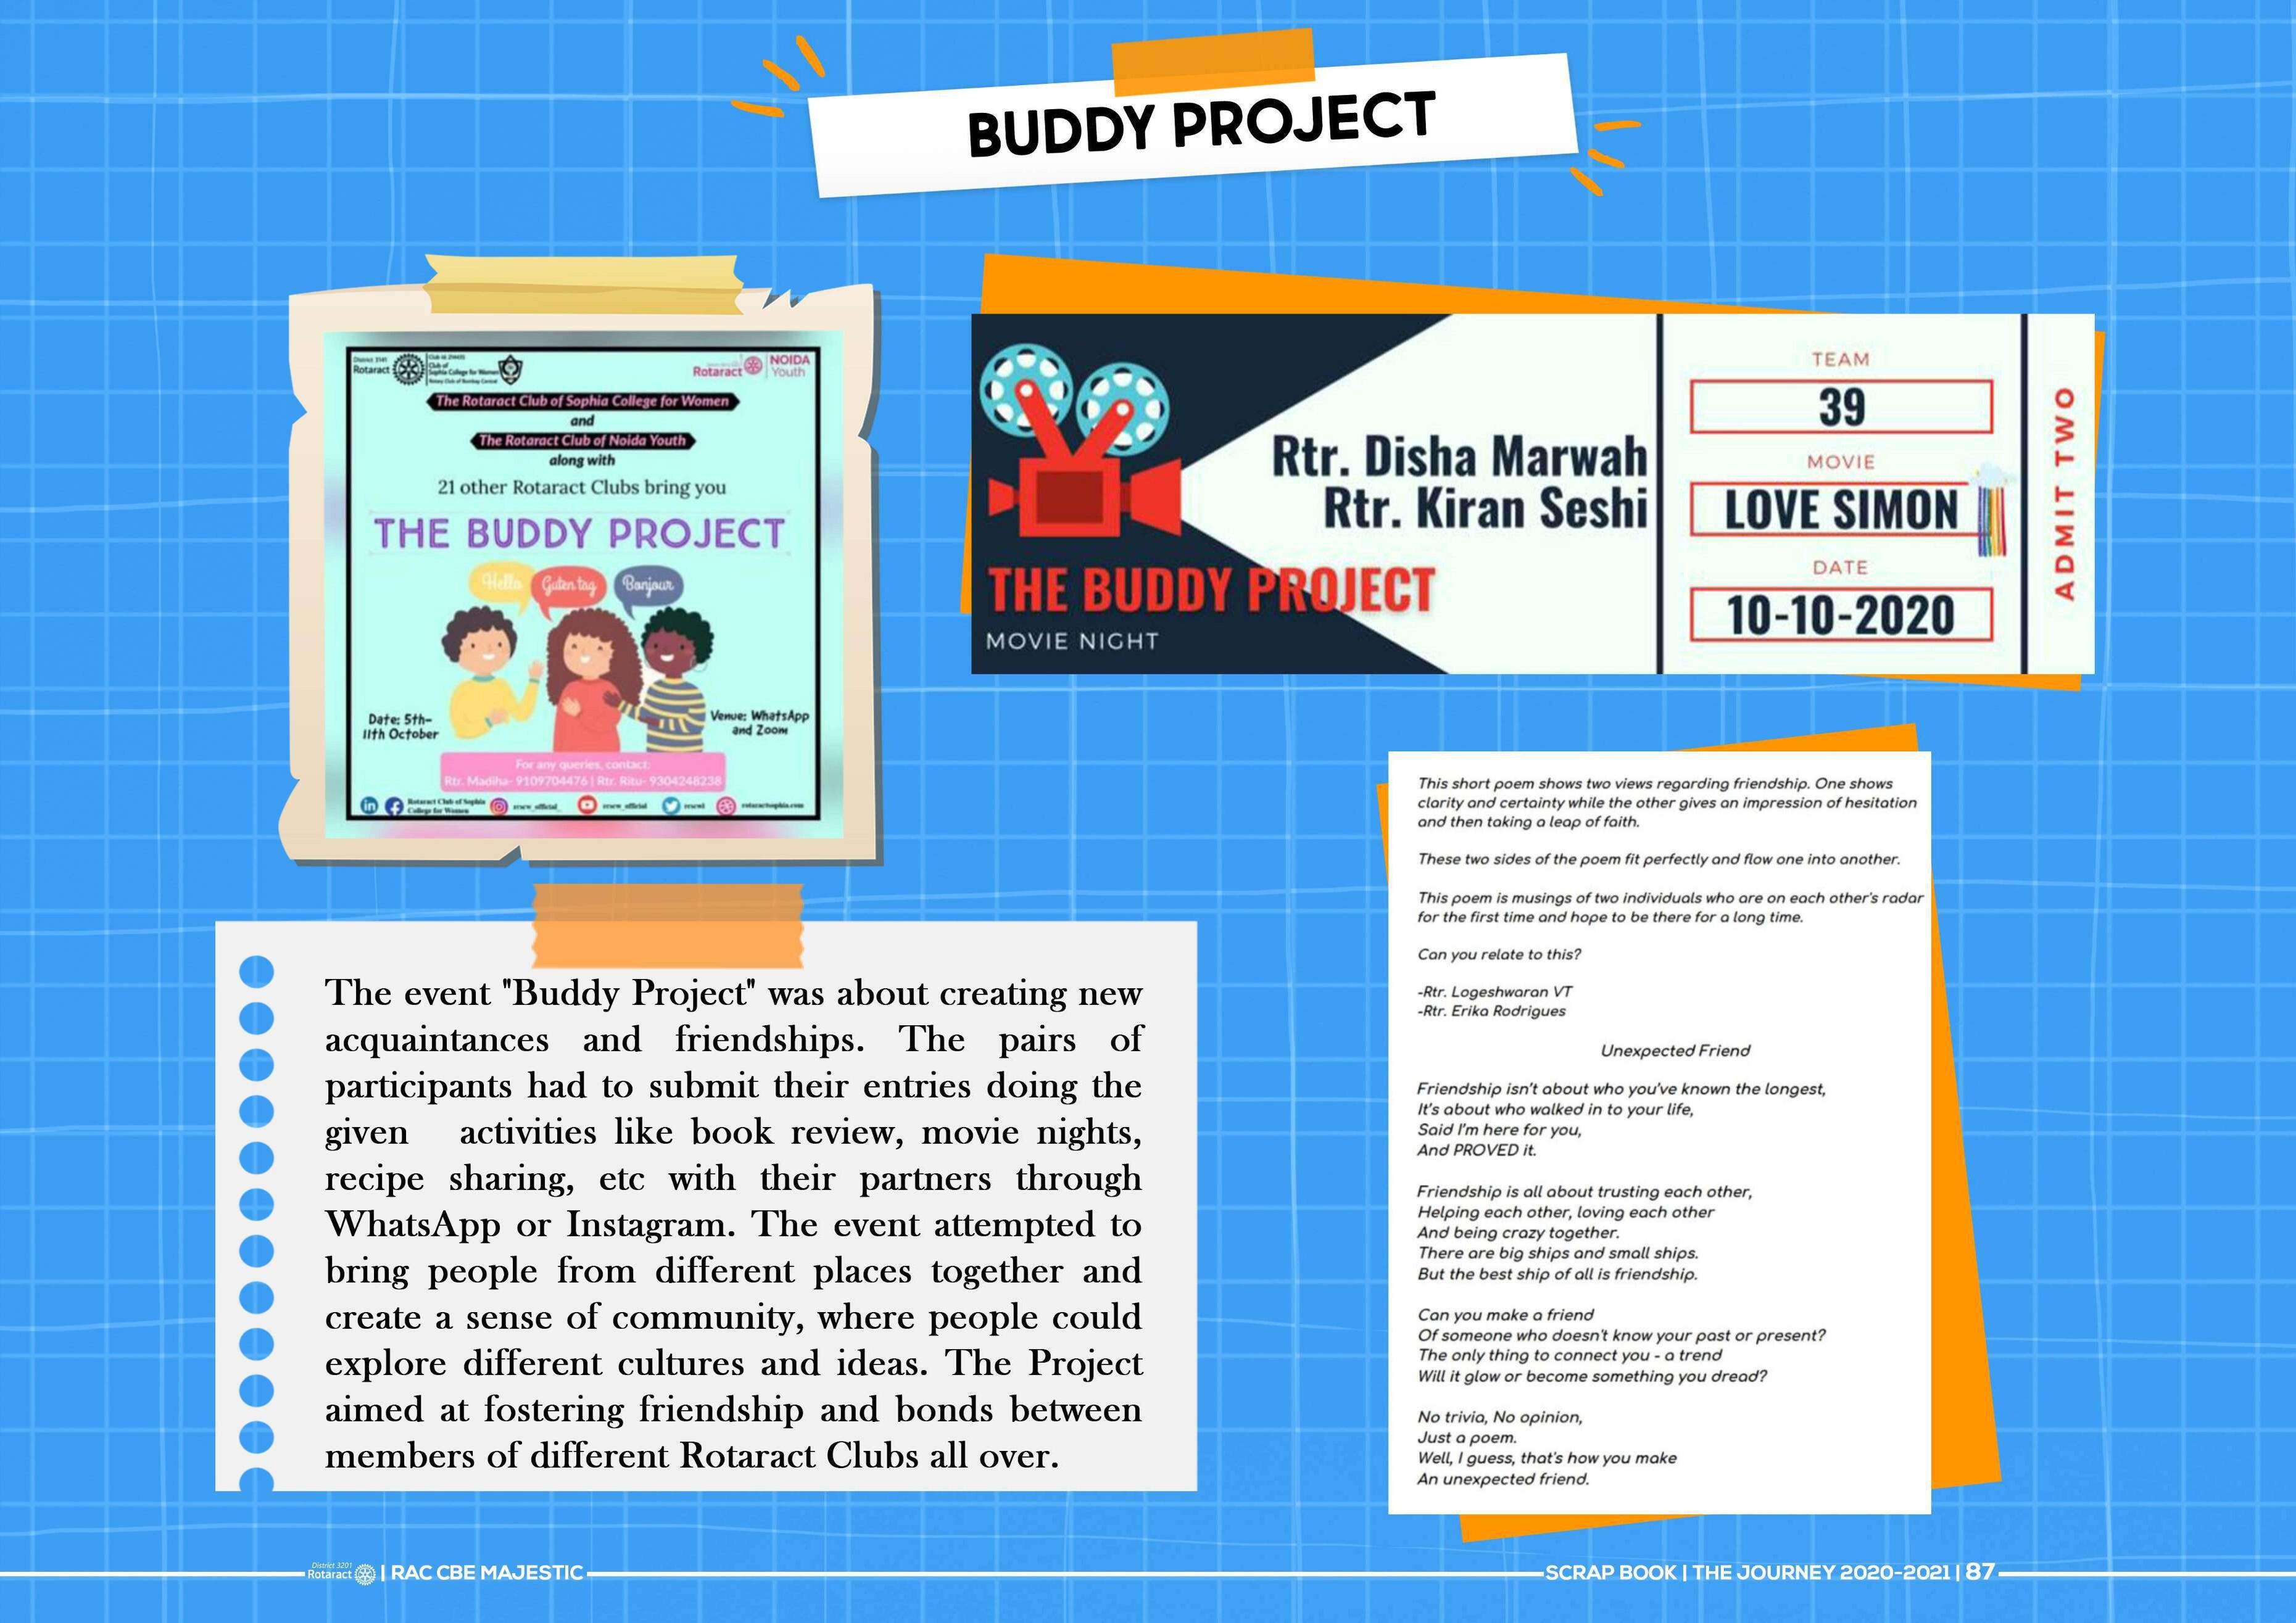 BUDDY PROJECT
District 3141
Rotaract
Club of
Sophia College for Women
Rotaract
NOIDA
Youth
The Rotaract Club of Sophia College for Women
and
The Rotaract Club of Noida Youth
along with
21 other Rotaract Clubs bring you
THE BUDDY PROJECT
Hello
Guten tag
Bonjour
Date: 5th-
11th October
Venue: WhatsApp
and Zoom
For any queries, contact:
Rtr. Madiha- 9109704476 | Rtr. Ritu- 9304248238
Rotaract Club of Sophia
College for Women
rotaractsophia.com
Rtr. Disha Marwah
Rtr. Kiran Seshi
THE BUDDY PROJECT
MOVIE NIGHT
TEAM
39
MOVIE
LOVE SIMON
DATE
10-10-2020
ADMIT TWO
The event "Buddy Project" was about creating new
acquaintances and friendships. The pairs of
participants had to submit their entries doing the
given activities like book review, movie nights,
recipe sharing, etc with their partners through
WhatsApp or Instagram. The event attempted to
bring people from different places together and
create a sense of community, where people could
explore different cultures and ideas. The Project
aimed at fostering friendship and bonds between
members of different Rotaract Clubs all over.
This short poem shows two views regarding friendship. One shows
clarity and certainty while the other gives an impression of hesitation
and then taking a leap of faith.
These two sides of the poem fit perfectly and flow one into another.
This poem is musings of two individuals who are on each other's radar
for the first time and hope to be there for a long time.
Can you relate to this?
-Rtr. Logeshwaran VT
-Rtr. Erika Rodrigues
Unexpected Friend
Friendship isn't about who you've known the longest,
It's about who walked in to your life,
Said I'm here for you,
And PROVED it.
Friendship is all about trusting each other,
Helping each other, loving each other
And being crazy together.
There are big ships and small ships.
But the best ship of all is friendship.
Can you make a friend
Of someone who doesn't know your past or present?
The only thing to connect you - a trend
Will it glow or become something you dread?
No trivia, No opinion,
Just a poem.
Well, I guess, that's how you make
An unexpected friend.
District 3201
Rotaract | RAC CBE MAJESTIC
SCRAP BOOK | THE JOURNEY 2020-2021 | 87